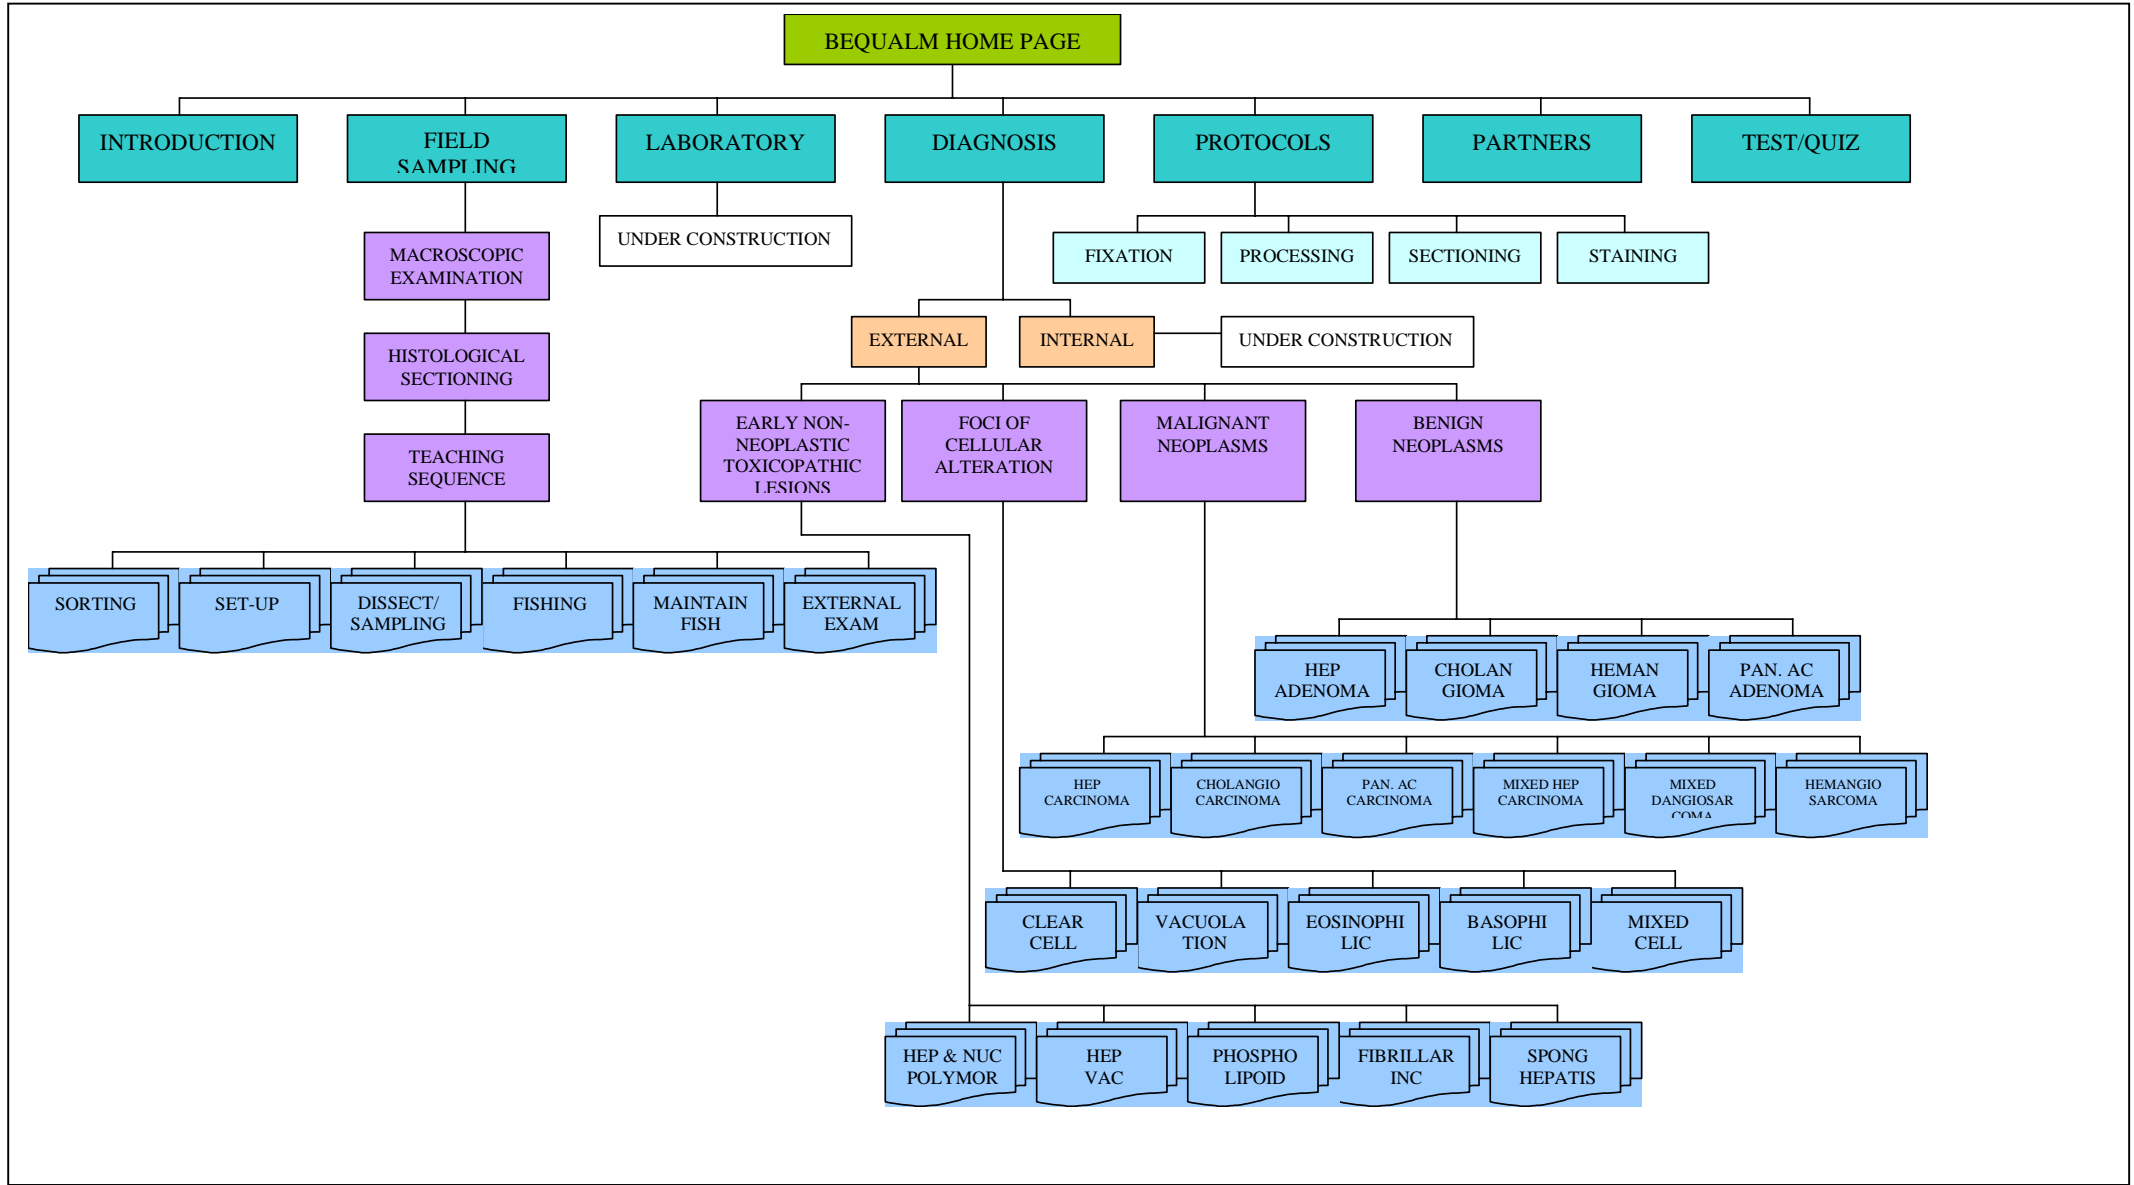 BEQUALM HOME PAGE
INTRODUCTION
FIELD
SAMPLING
LABORATORY
DIAGNOSIS
PROTOCOLS
PARTNERS
TEST/QUIZ
UNDER CONSTRUCTION
MACROSCOPIC
EXAMINATION
FIXATION
PROCESSING
SECTIONING
STAINING
HISTOLOGICAL
SECTIONING
EXTERNAL
INTERNAL
UNDER CONSTRUCTION
TEACHING
SEQUENCE
EARLY NON-
NEOPLASTIC
TOXICOPATHIC
LESIONS
FOCI OF
CELLULAR
ALTERATION
MALIGNANT
NEOPLASMS
BENIGN
NEOPLASMS
SORTING
SET-UP
DISSECT/
SAMPLING
FISHING
MAINTAIN
FISH
EXTERNAL
EXAM
HEP
ADENOMA
CHOLAN
GIOMA
HEMAN
GIOMA
PAN. AC
ADENOMA
HEP
CARCINOMA
CHOLANGIO
CARCINOMA
PAN. AC
CARCINOMA
MIXED HEP
CARCINOMA
MIXED
DANGIOSAR
COMA
HEMANGIO
SARCOMA
CLEAR
CELL
VACUOLA
TION
EOSINOPHI
LIC
BASOPHI
LIC
MIXED
CELL
HEP & NUC
POLYMOR
HEP
VAC
PHOSPHO
LIPOID
FIBRILLAR
INC
SPONG
HEPATIS